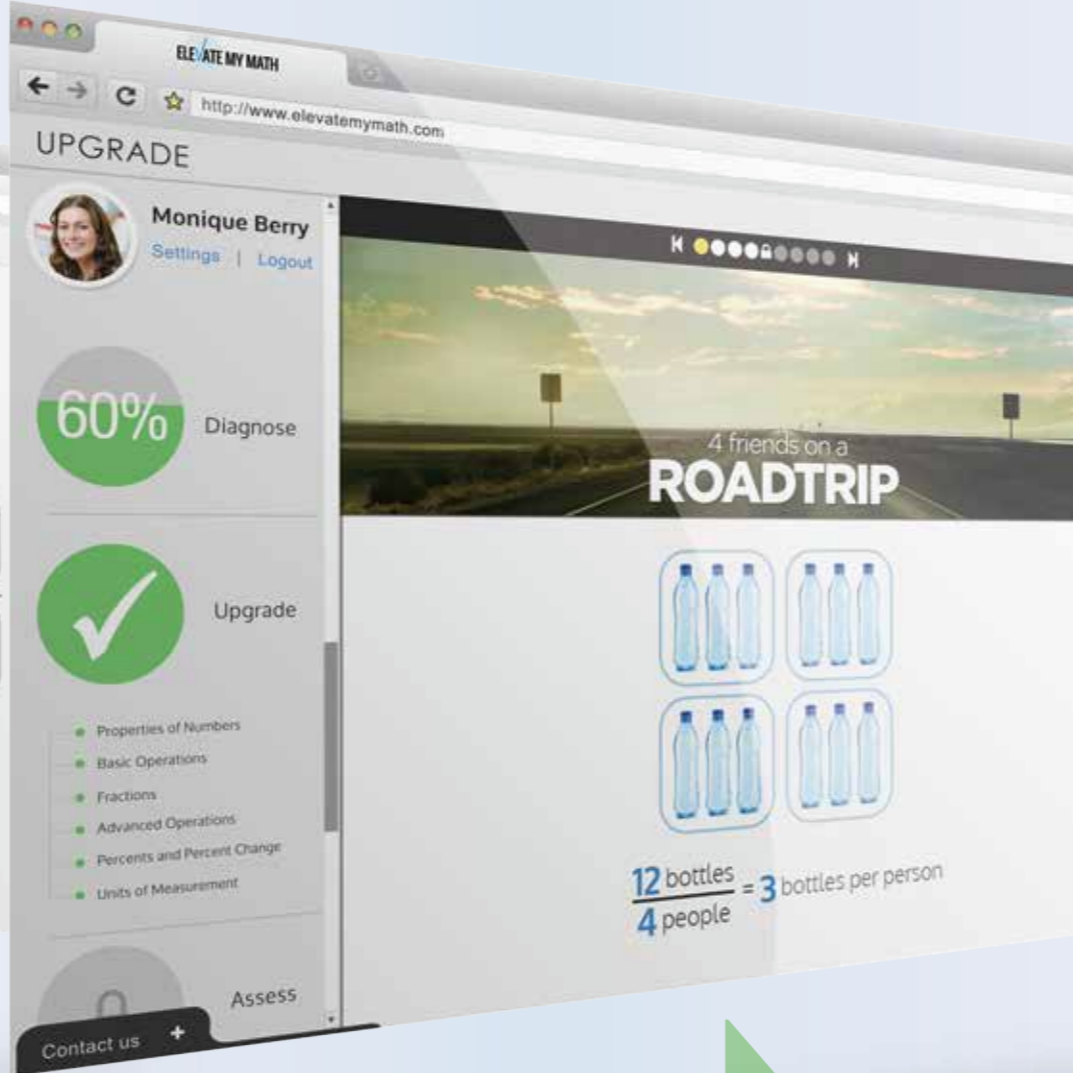 ELEVATE MY MATH
http://www.elevatemymath.com
UPGRADE
Monique Berry
Settings | Logout
60%
Diagnose
Upgrade
Properties of Numbers
Basic Operations
Fractions
Advanced Operations
Percents and Percent Change
Units of Measurement
Assess
Contact us +
4 friends on a
ROADTRIP
12 bottles
4 people
= 3 bottles per person